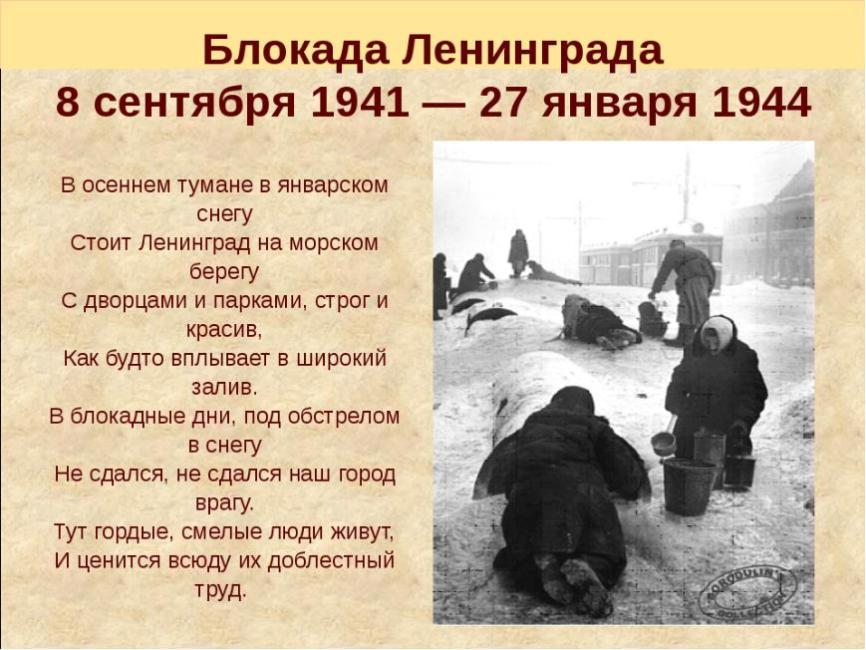 Блокада Ленинграда
8 сентября 1941 — 27 января 1944
В осеннем тумане в январском
снегу
Стоит Ленинград на морском
берегу
С дворцами и парками, строг и
красив,
Как будто вплывает в широкий
залив.
В блокадные дни, под обстрелом
в снегу
Не сдался, не сдался наш город
врагу.
Тут гордые, смелые люди живут,
И ценится всюду их доблестный
труд.
BORODULIN'S
COLLECTION